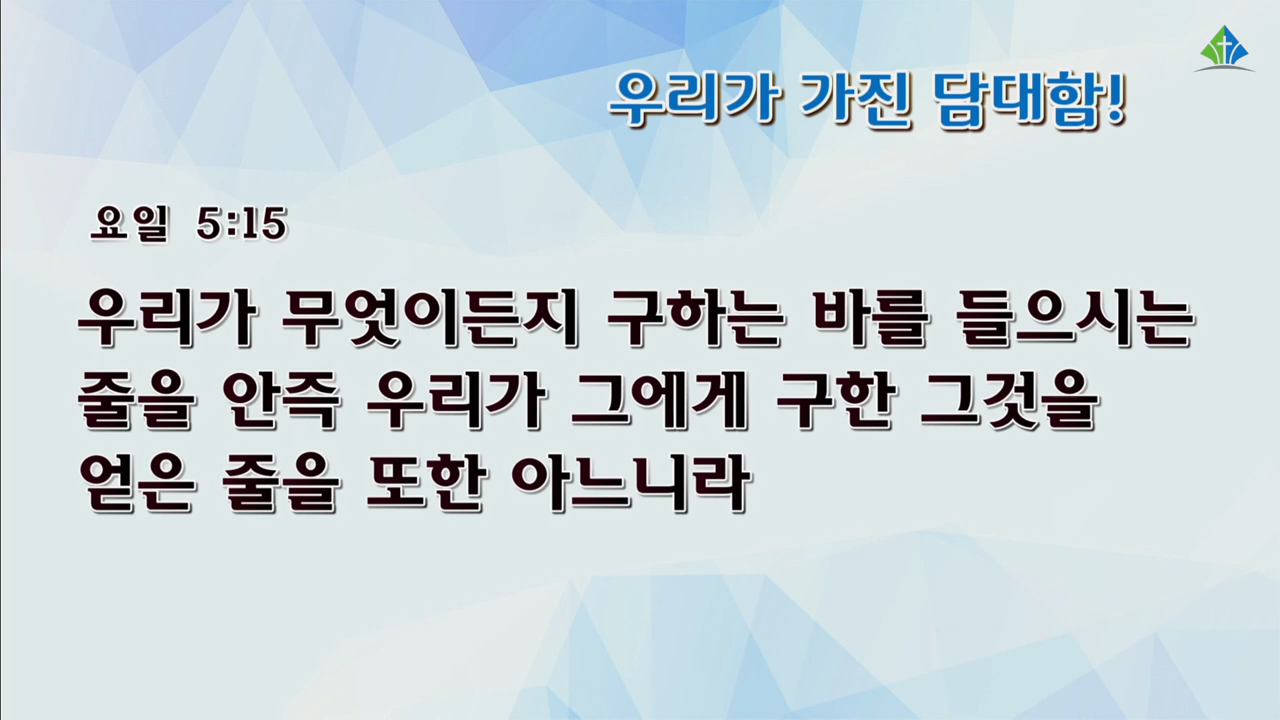 우리가 가진 담대함!
요일 5:15
우리가 무엇이든지 구하는 바를 들으시는
줄을 안즉 우리가 그에게 구한 그것을
얻은 줄을 또한 아느니라